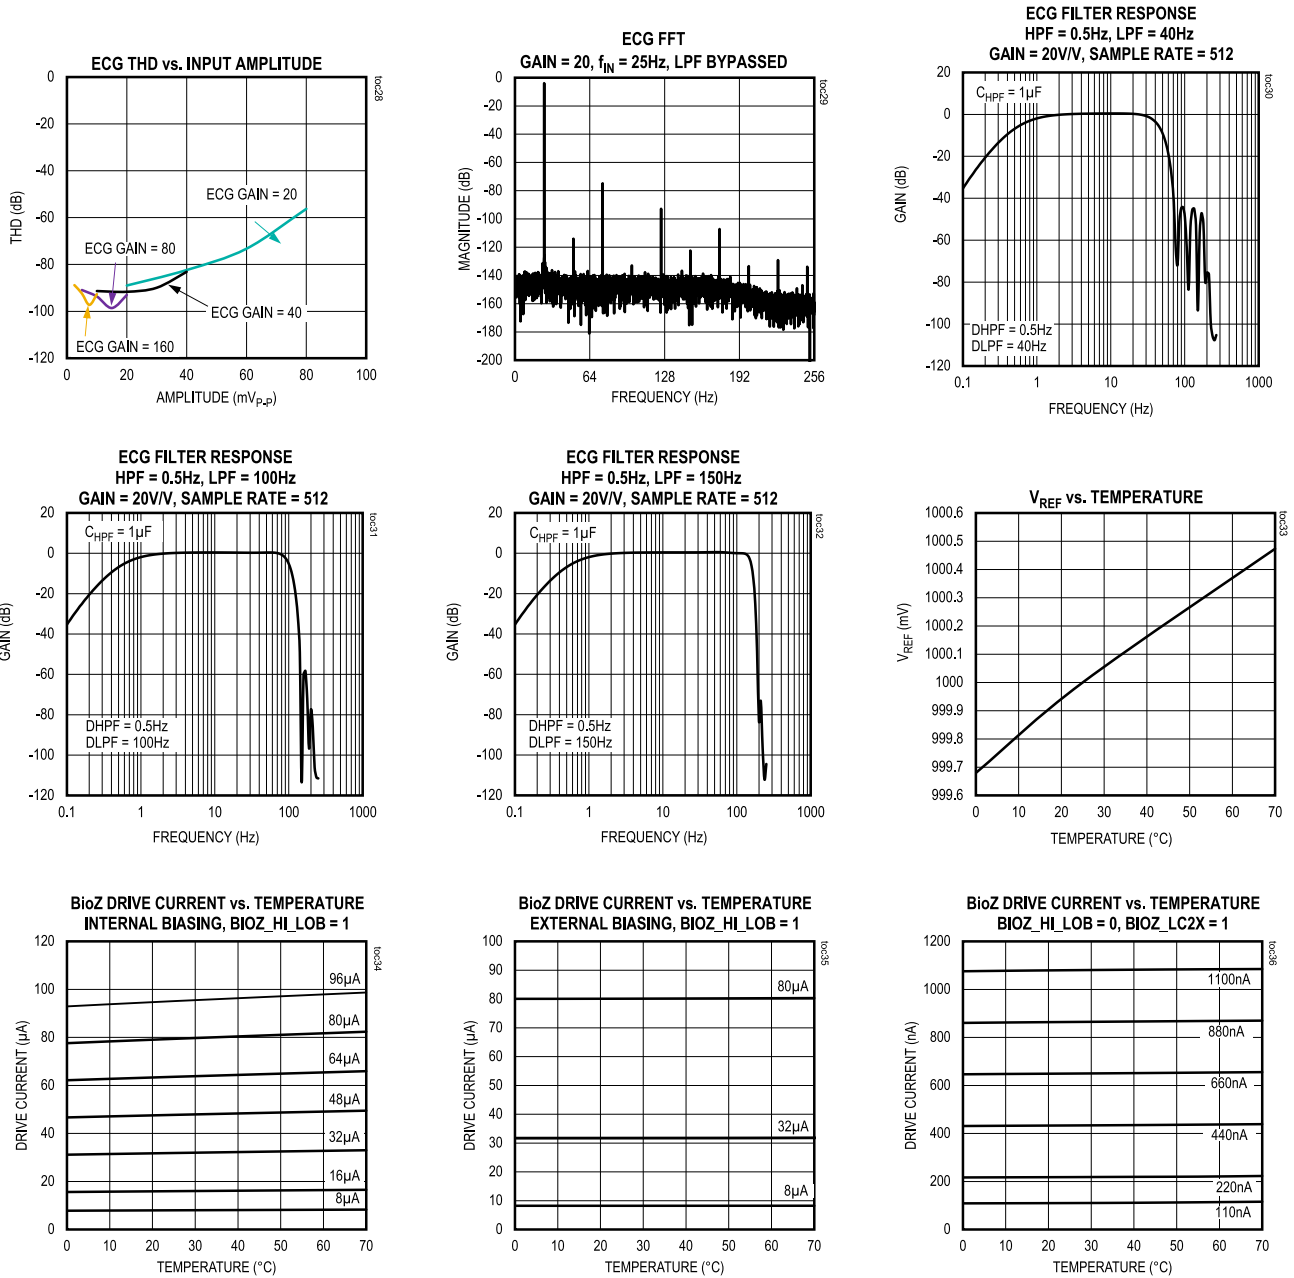 ECG THD vs. INPUT AMPLITUDE
toc28
THD (dB)
0
-20
-40
-60
-80
-100
-120
ECG GAIN = 20
ECG GAIN = 80
ECG GAIN = 40
ECG GAIN = 160
0 20 40 60 80 100
AMPLITUDE (mVP-P)
ECG FFT
GAIN = 20, fIN = 25Hz, LPF BYPASSED
toc29
MAGNITUDE (dB)
0
-20
-40
-60
-80
-100
-120
-140
-160
-180
-200
0 64 128 192 256
FREQUENCY (Hz)
ECG FILTER RESPONSE
HPF = 0.5Hz, LPF = 40Hz
GAIN = 20V/V, SAMPLE RATE = 512
toc30
GAIN (dB)
20
0
-20
-40
-60
-80
-100
-120
CHPF = 1µF
DHPF = 0.5Hz
DLPF = 40Hz
0.1 1 10 100 1000
FREQUENCY (Hz)
ECG FILTER RESPONSE
HPF = 0.5Hz, LPF = 100Hz
GAIN = 20V/V, SAMPLE RATE = 512
toc31
GAIN (dB)
20
0
-20
-40
-60
-80
-100
-120
CHPF = 1µF
DHPF = 0.5Hz
DLPF = 100Hz
0.1 1 10 100 1000
FREQUENCY (Hz)
ECG FILTER RESPONSE
HPF = 0.5Hz, LPF = 150Hz
GAIN = 20V/V, SAMPLE RATE = 512
toc32
GAIN (dB)
20
0
-20
-40
-60
-80
-100
-120
CHPF = 1µF
DHPF = 0.5Hz
DLPF = 150Hz
0.1 1 10 100 1000
FREQUENCY (Hz)
VREF vs. TEMPERATURE
toc33
VREF (mV)
1000.6
1000.5
1000.4
1000.3
1000.2
1000.1
1000
999.9
999.8
999.7
999.6
0 10 20 30 40 50 60 70
TEMPERATURE (°C)
BioZ DRIVE CURRENT vs. TEMPERATURE
INTERNAL BIASING, BIOZ_HI_LOB = 1
toc34
DRIVE CURRENT (µA)
120
100
80
60
40
20
0
96µA
80µA
64µA
48µA
32µA
16µA
8µA
0 10 20 30 40 50 60 70
TEMPERATURE (°C)
BioZ DRIVE CURRENT vs. TEMPERATURE
EXTERNAL BIASING, BIOZ_HI_LOB = 1
toc35
DRIVE CURRENT (µA)
100
90
80
70
60
50
40
30
20
10
0
80µA
32µA
8µA
0 10 20 30 40 50 60 70
TEMPERATURE (°C)
BioZ DRIVE CURRENT vs. TEMPERATURE
BIOZ_HI_LOB = 0, BIOZ_LC2X = 1
toc36
DRIVE CURRENT (nA)
1200
1000
800
600
400
200
0
1100nA
880nA
660nA
440nA
220nA
110nA
0 10 20 30 40 50 60 70
TEMPERATURE (°C)